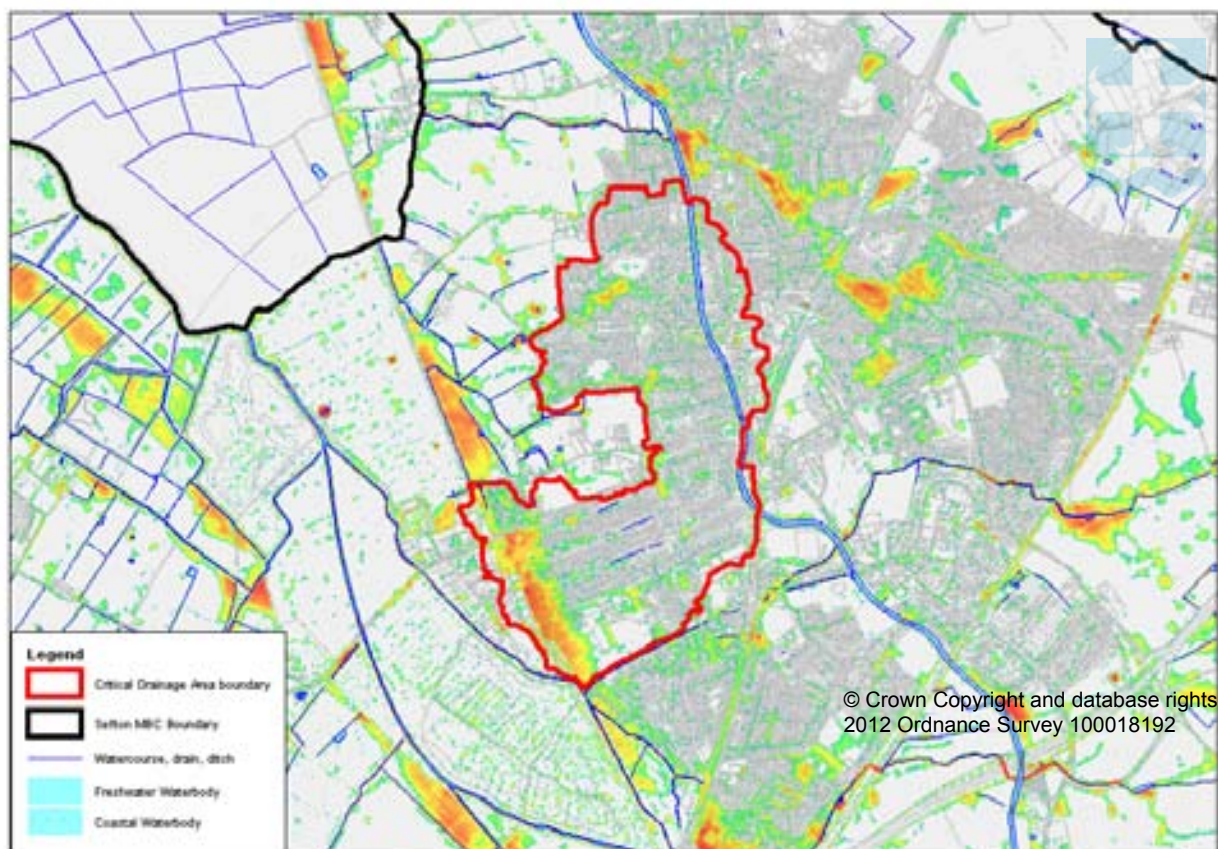 Legend
Critical Drainage Area boundary
Sefton MBC Boundary
Watercourse, drain, ditch
Freshwater Waterbody
Coastal Waterbody
© Crown Copyright and database rights
2012 Ordnance Survey 100018192